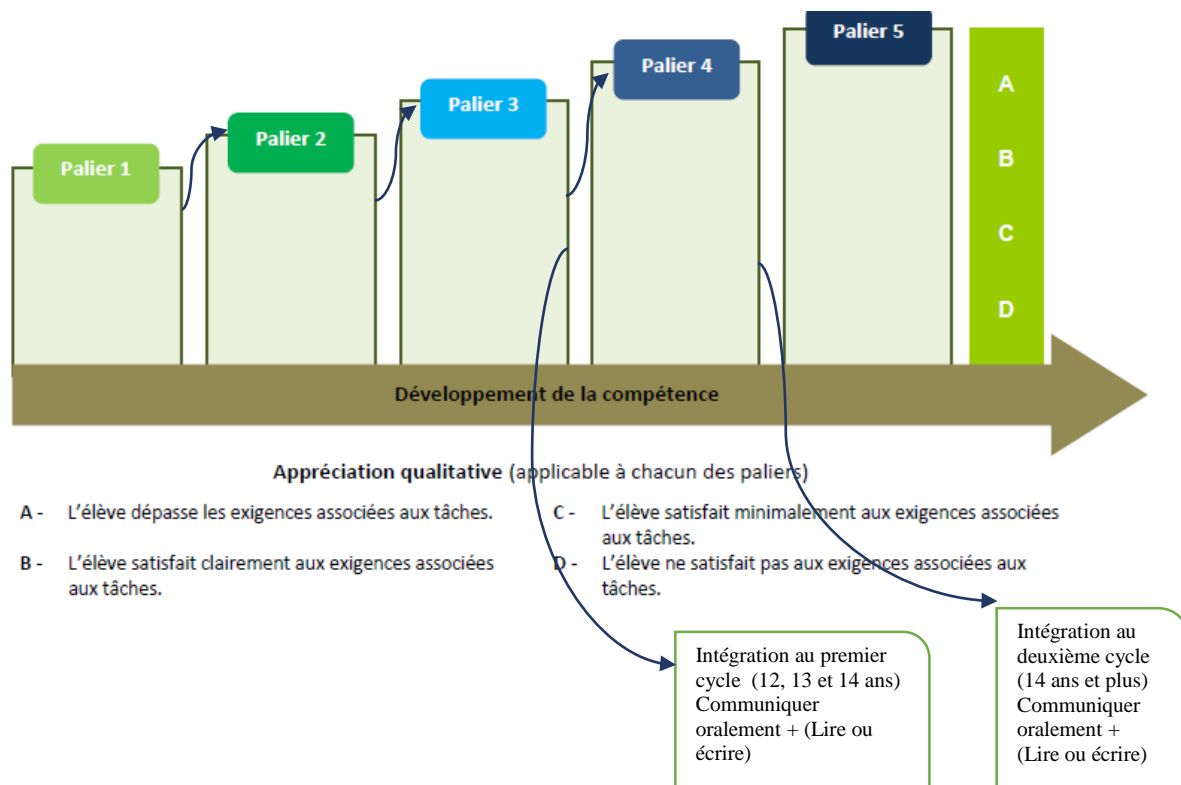 Palier 1
Palier 2
Palier 3
Palier 4
Palier 5
A
B
C
D
Développement de la compétence
Appréciation qualitative (applicable à chacun des paliers)
A - L'élève dépasse les exigences associées aux tâches.
B - L'élève satisfait clairement aux exigences associées
aux tâches.
C - L'élève satisfait minimalement aux exigences associées
aux tâches.
D - L'élève ne satisfait pas aux exigences associées aux
tâches.
Intégration au premier
cycle (12, 13 et 14 ans)
Communiquer
oralement + (Lire ou
écrire)
Intégration au
deuxième cycle
(14 ans et plus)
Communiquer
oralement +
(Lire ou écrire)